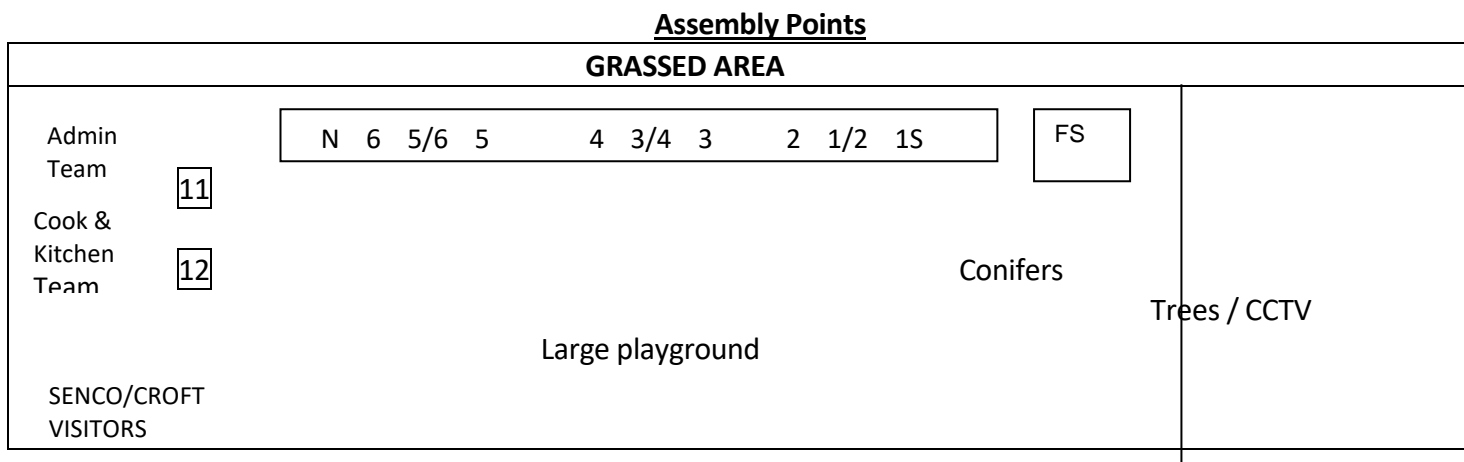 Assembly Points
GRASSED AREA
Admin
Team
N 6 5/6 5 4 3/4 3 2 1/2 1S
FS
11
Cook &
Kitchen
Team
12
Conifers
Trees / CCTV
Large playground
SENCO/CROFT
VISITORS